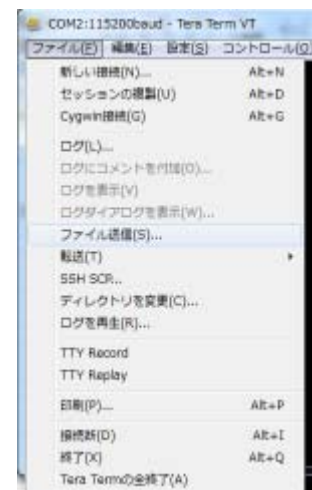 COM2:115200baud - Tera Term VT
ファイル(F) 編集(E) 設定(S) コントロール(O
新しい接続(N)... Alt+N
セッションの複製(U) Alt+D
Cygwin接続(G) Alt+G
ログ(L)...
ログにコメントを付加(O)...
ログを表示(V)
ログダイアログを表示(W)...
ファイル送信(S)...
転送(T)
SSH SCP...
ディレクトリを変更(C)...
ログを再生(R)...
TTY Record
TTY Replay
印刷(P)... Alt+P
接続断(D) Alt+I
終了(X) Alt+Q
Tera Termの全終了(A)